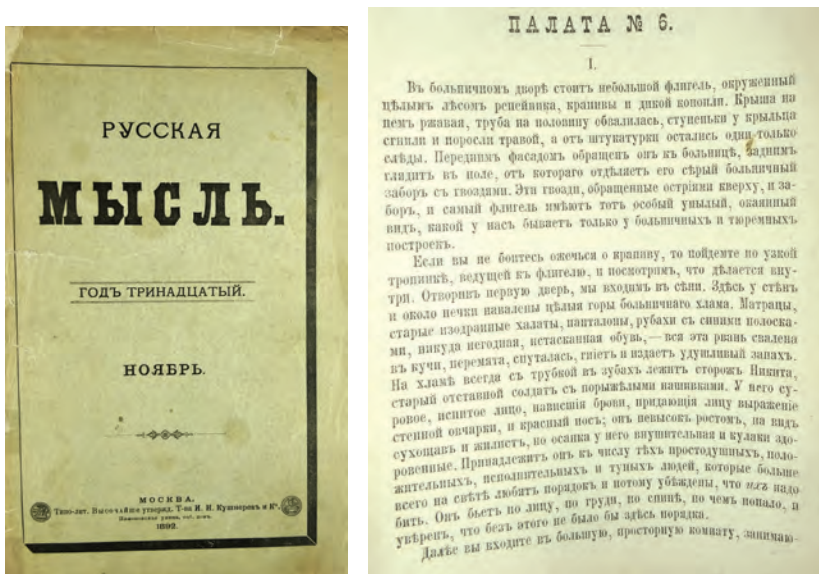 РУССКАЯ
МЫСЛЬ.
ГОДЪ ТРИНАДЦАТЫЙ.
НОЯБРЬ.
МОСКВА.
Типо-лит. Высочайше утвержд. Т-ва И. Н. Кушнеровъ и К°.
1892.
ПАЛАТА № 6.
I.
Въ больничномъ дворѣ стоитъ небольшой флигель, окруженный
цѣлымъ лѣсомъ репейника, крапивы и дикой конопли. Крыша на
немъ ржавая, труба на половину обвалилась, ступеньки у крыльца
сгнили и поросли травой, а отъ штукатурки остались одни только
слѣды. Переднимъ фасадомъ обращенъ онъ къ больницѣ, заднимъ
глядитъ въ поле, отъ котораго отдѣляетъ его сѣрый больничный
заборъ съ гвоздями. Эти гвозди, обращенные остріями кверху, и за-
боръ, и самый флигель имѣютъ тотъ особый унылый, окаянный
видъ, какой у насъ бываетъ только у больничныхъ и тюремныхъ
построекъ.
Если вы не боитесь ожечься о крапиву, то пойдемте по узкой
тропинкѣ, ведущей къ флигелю, и посмотримъ, что дѣлается вну-
три. Отворивъ первую дверь, мы входимъ въ сѣни. Здѣсь у стѣнъ
и около печки навалены цѣлыя горы больничнаго хлама. Матрацы,
старые изодранные халаты, панталоны, рубахи съ синими полоска-
ми, никуда негодная, истасканная обувь, — вся эта рвань свалена
въ кучи, перемята, спуталась, гніетъ и издаетъ удушливый запахъ.
На хламѣ всегда съ трубкой въ зубахъ лежитъ сторожъ Никита,
старый отставной солдатъ съ порыжѣлыми нашивками. У него су-
ровое, испитое лицо, нависшія брови, придающія лицу выраженіе
степной овчарки, и красный носъ; онъ невысокъ ростомъ, на видъ
сухощавъ и жилистъ, но осанка у него внушительная и кулаки здо-
ровенные. Принадлежитъ онъ къ числу тѣхъ простодушныхъ, поло-
жительныхъ, исполнительныхъ и тупыхъ людей, которые больше
всего на свѣтѣ любятъ порядокъ и потому убѣждены, что ихъ надо
бить. Онъ бьетъ по лицу, по груди, по спинѣ, по чемъ попало, и
увѣренъ, что безъ этого не было бы здѣсь порядка.
Далѣе вы входите въ большую, просторную комнату, занимаю-